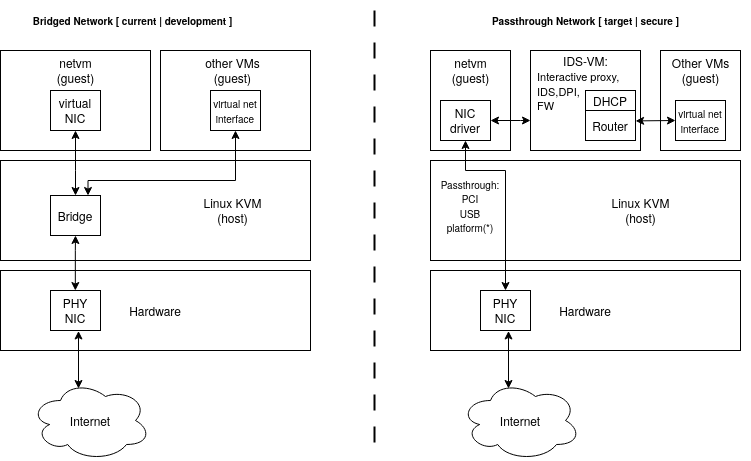 Bridged Network [ current | development ]
netvm
(guest)
virtual
NIC
other VMs
(guest)
virtual net
Interface
Bridge
Linux KVM
(host)
PHY
NIC
Hardware
Internet
Passthrough Network [ target | secure ]
netvm
(guest)
NIC
driver
IDS-VM:
Interactive proxy,
IDS,DPI,
FW
DHCP
Router
Other VMs
(guest)
virtual net
Interface
Passthrough:
PCI
USB
platform(*)
Linux KVM
(host)
PHY
NIC
Hardware
Internet